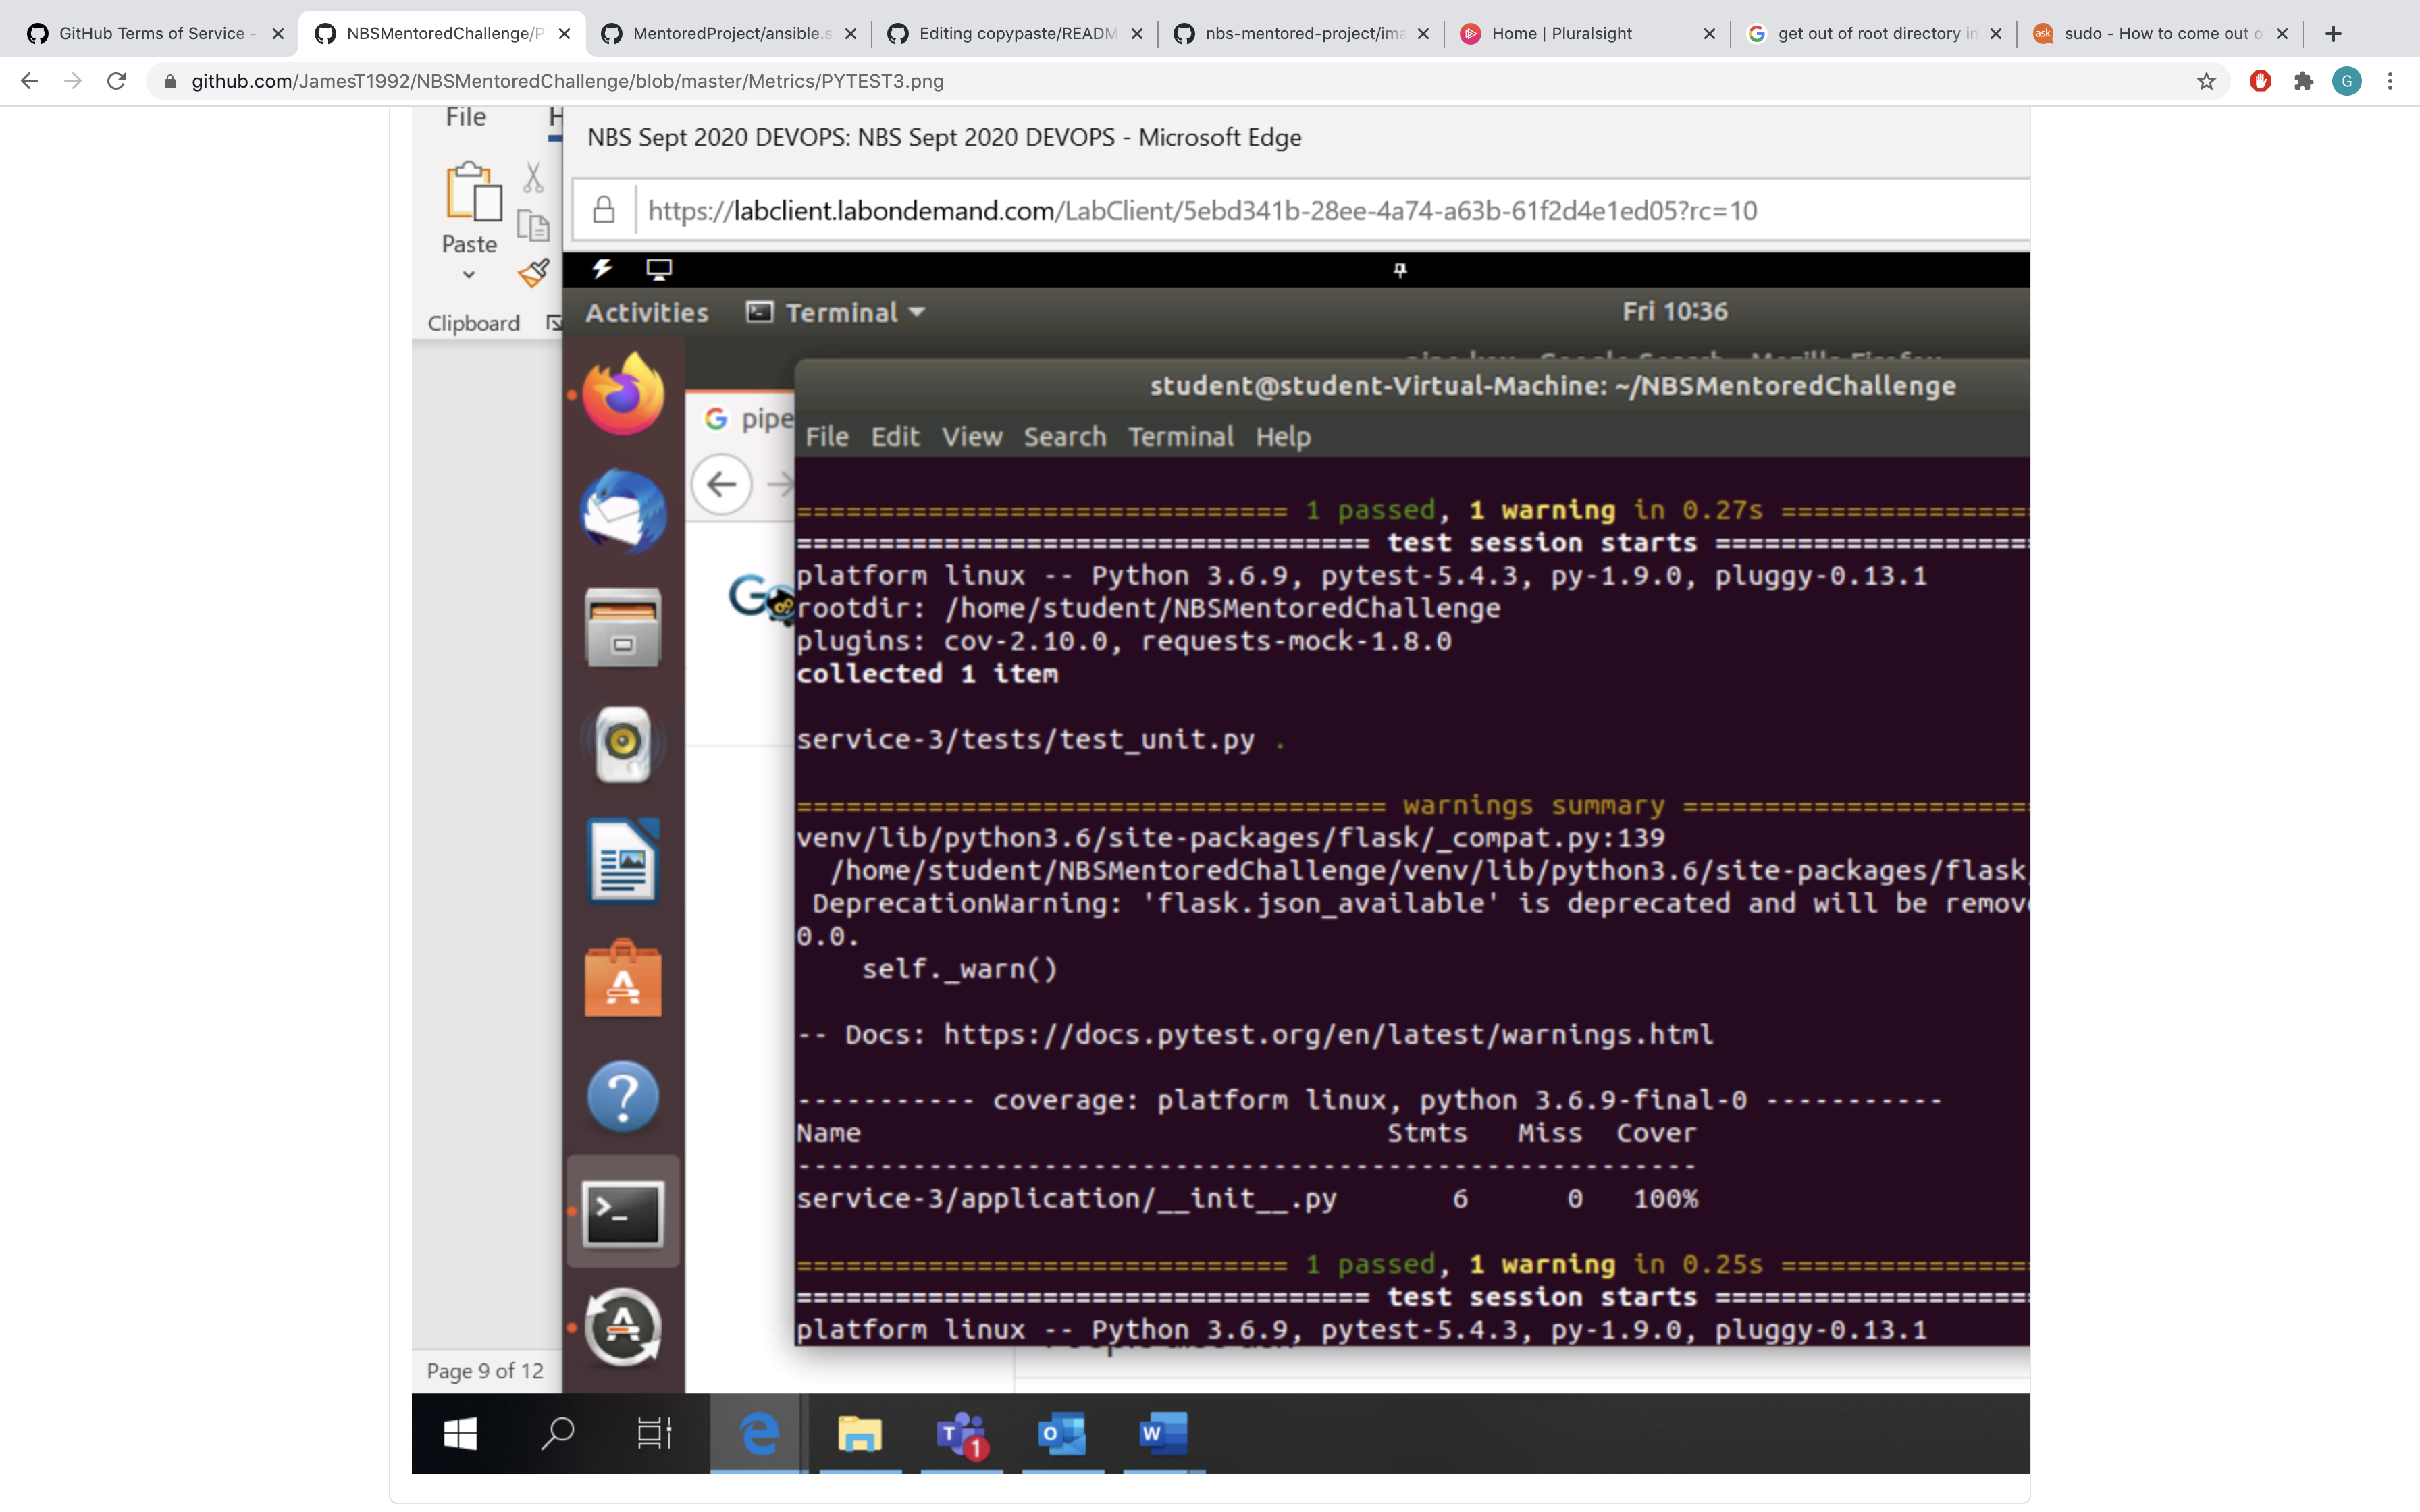 GitHub Terms of Service -
NBSMentoredChallenge/P
MentoredProject/ansible.s
Editing copypaste/READM
nbs-mentored-project/ima
Home | Pluralsight
get out of root directory in
ask
sudo - How to come out o
github.com/JamesT1992/NBSMentoredChallenge/blob/master/Metrics/PYTEST3.png
G
File
H
NBS Sept 2020 DEVOPS: NBS Sept 2020 DEVOPS - Microsoft Edge
https://labclient.labondemand.com/LabClient/5ebd341b-28ee-4a74-a63b-61f2d4e1ed05?rc=10
Paste
Clipboard
Activities
Terminal
Fri 10:36
student@student-Virtual-Machine: ~/NBSMentoredChallenge
pipe
File Edit View Search Terminal Help
============================== 1 passed, 1 warning in 0.27s ===============
=================================== test session starts ===================
platform linux -- Python 3.6.9, pytest-5.4.3, py-1.9.0, pluggy-0.13.1
rootdir: /home/student/NBSMentoredChallenge
plugins: cov-2.10.0, requests-mock-1.8.0
collected 1 item
service-3/tests/test_unit.py .
==================================== warnings summary =====================
venv/lib/python3.6/site-packages/flask/_compat.py:139
/home/student/NBSMentoredChallenge/venv/lib/python3.6/site-packages/flask
DeprecationWarning: 'flask.json_available' is deprecated and will be remov
0.0.
self._warn()
-- Docs: https://docs.pytest.org/en/latest/warnings.html
----------- coverage: platform linux, python 3.6.9-final-0 -----------
Name Stmts Miss Cover
-------------------------------------------------------
service-3/application/__init__.py 6 0 100%
============================== 1 passed, 1 warning in 0.25s ===============
=================================== test session starts ===================
platform linux -- Python 3.6.9, pytest-5.4.3, py-1.9.0, pluggy-0.13.1
Page 9 of 12
T
1
O
W